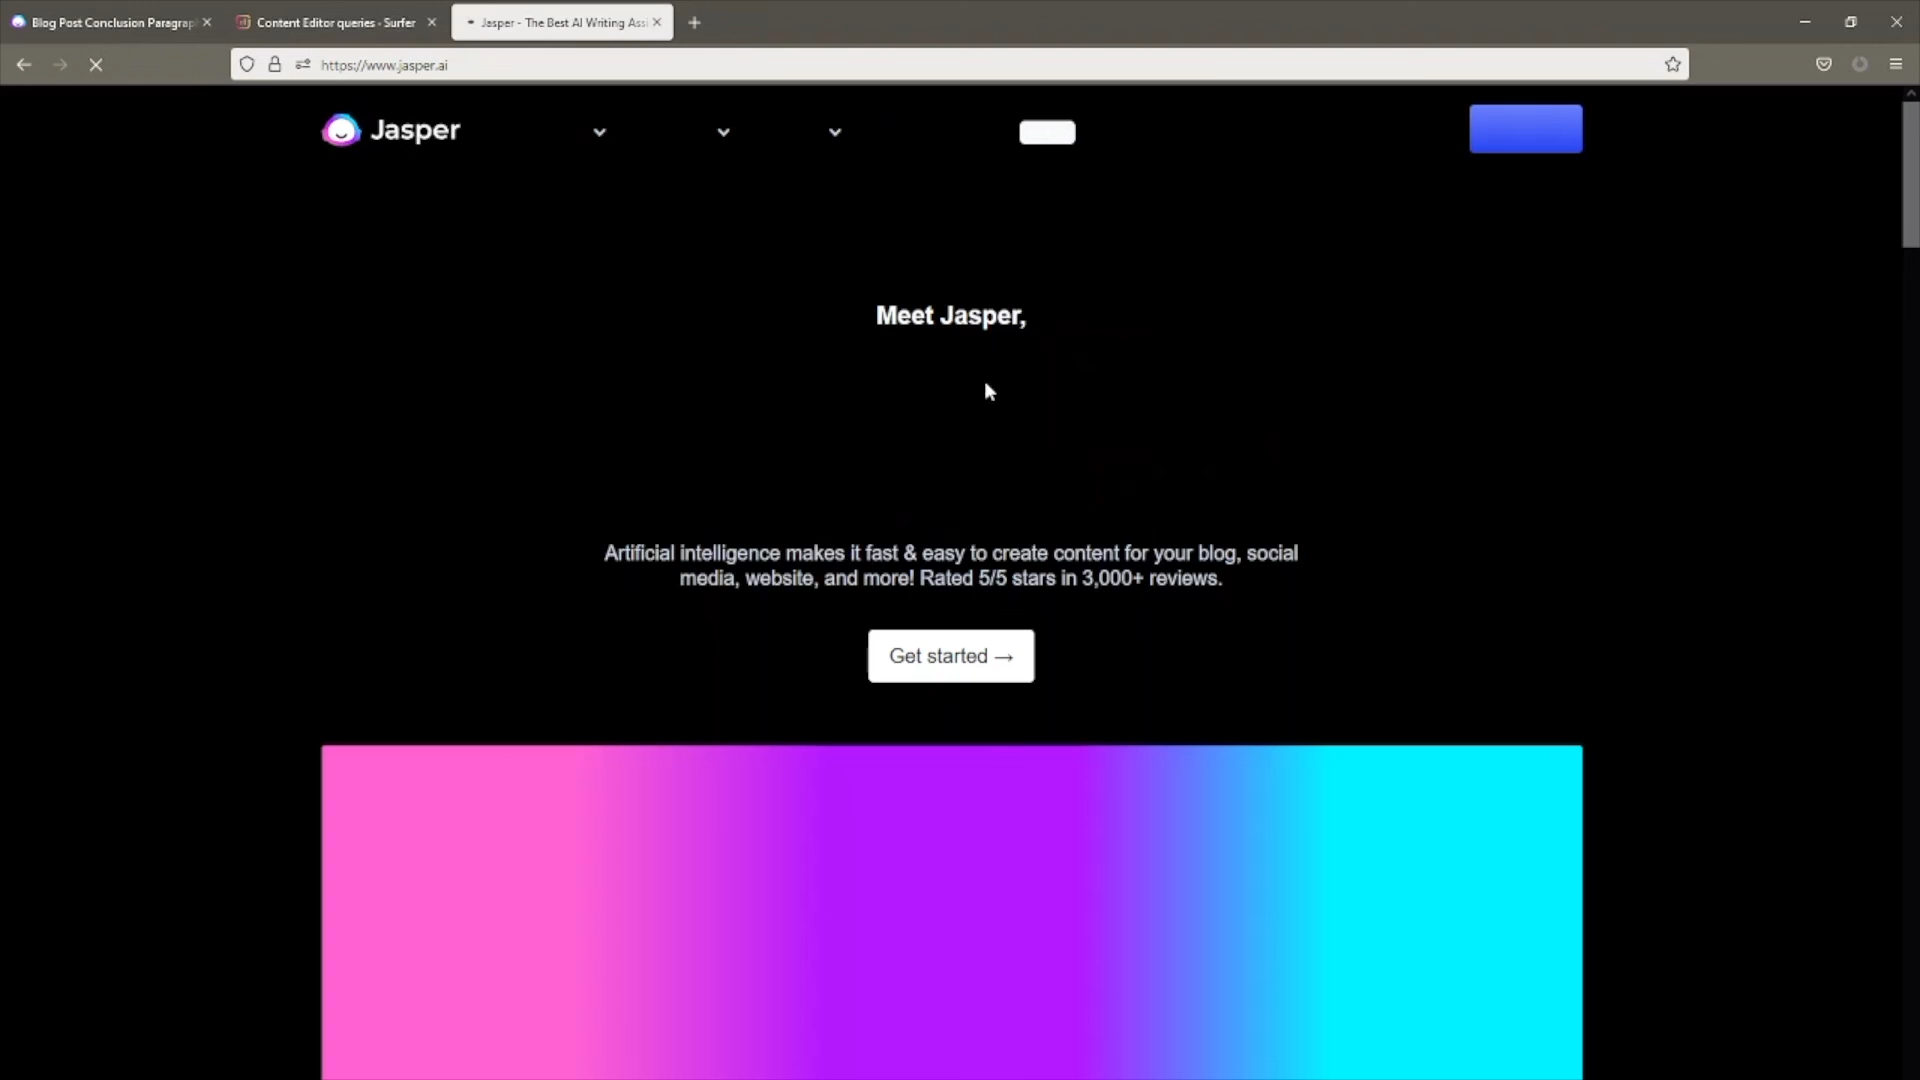 Blog Post Conclusion Paragrap
Content Editor queries - Surfer
Jasper - The Best AI Writing Assi
https://www.jasper.ai
Jasper
Meet Jasper,
Artificial intelligence makes it fast & easy to create content for your blog, social
media, website, and more! Rated 5/5 stars in 3,000+ reviews.
Get started →